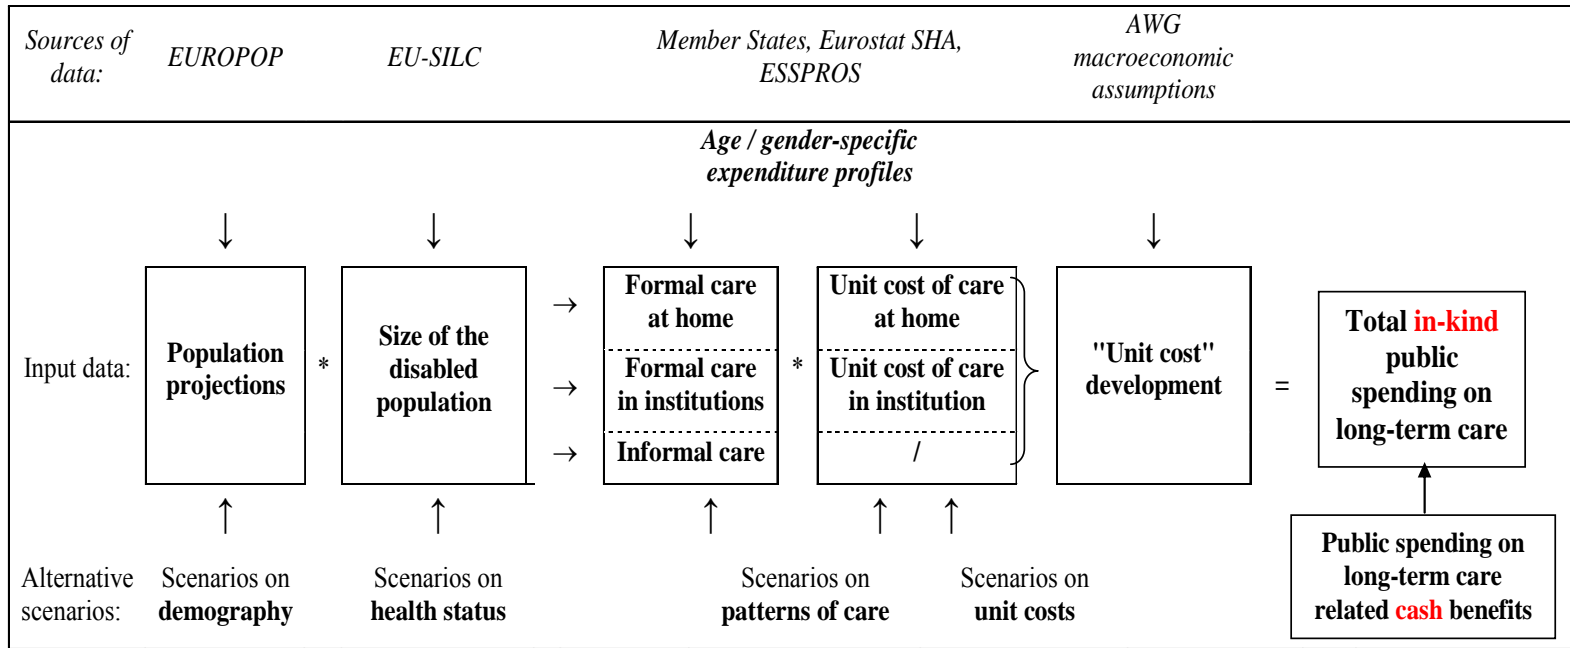 Sources of
data:
EUROPOP
EU-SILC
Member States, Eurostat SHA,
ESSPROS
AWG
macroeconomic
assumptions
Age / gender-specific
expenditure profiles
↓ ↓ ↓ ↓ ↓
Input data:
Population
projections
*
Size of the
disabled
population
→
→
→
Formal care
at home
Formal care
in institutions
Informal care
*
Unit cost of care
at home
Unit cost of care
in institution
/
"Unit cost"
development
=
Total in-kind
public
spending on
long-term care
↑ ↑ ↑ ↑ ↑
Alternative
scenarios:
Scenarios on
demography
Scenarios on
health status
Scenarios on
patterns of care
Scenarios on
unit costs
Public spending on
long-term care
related cash benefits